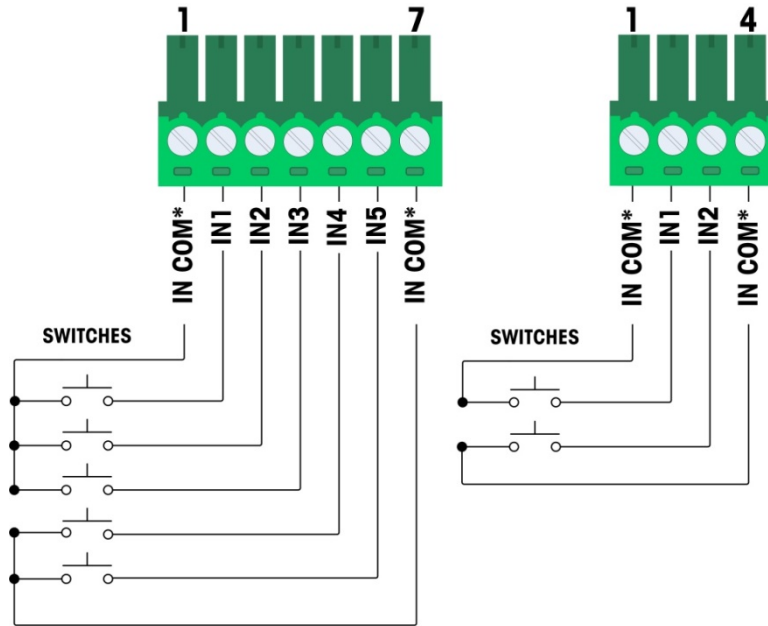 1 7
IN COM* IN1 IN2 IN3 IN4 IN5 IN COM*
SWITCHES
1 4
IN COM* IN1 IN2 IN COM*
SWITCHES